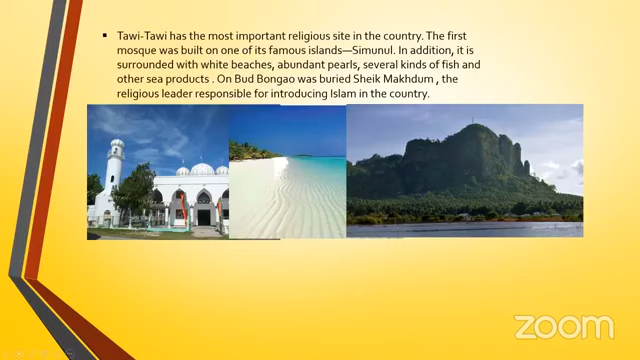 Tawi-Tawi has the most important religious site in the country. The first
mosque was built on one of its famous islands—Simunul. In addition, it is
surrounded with white beaches, abundant pearls, several kinds of fish and
other sea products . On Bud Bongao was buried Sheik Makhdum , the
religious leader responsible for introducing Islam in the country.
zoom